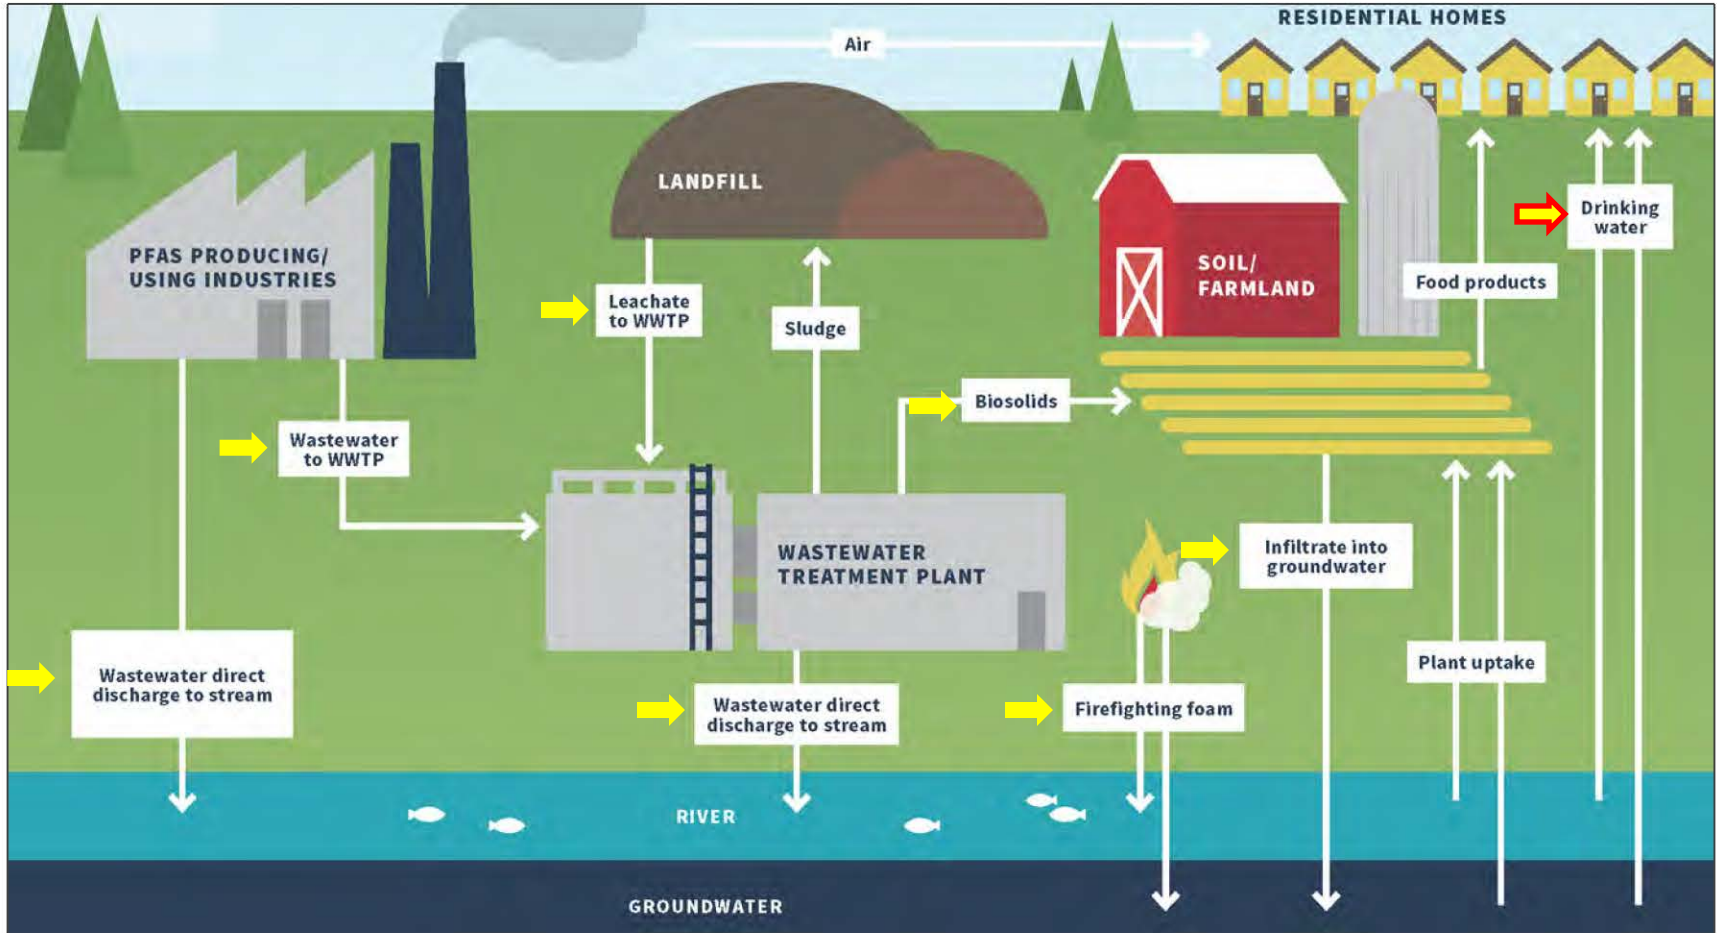 RESIDENTIAL HOMES
Air
LANDFILL
PFAS PRODUCING/
USING INDUSTRIES
Leachate
to WWTP
Sludge
SOIL/
FARMLAND
Food products
Drinking
water
Wastewater
to WWTP
Biosolids
WASTEWATER
TREATMENT PLANT
Infiltrate into
groundwater
Wastewater direct
discharge to stream
Wastewater direct
discharge to stream
Firefighting foam
Plant uptake
RIVER
GROUNDWATER